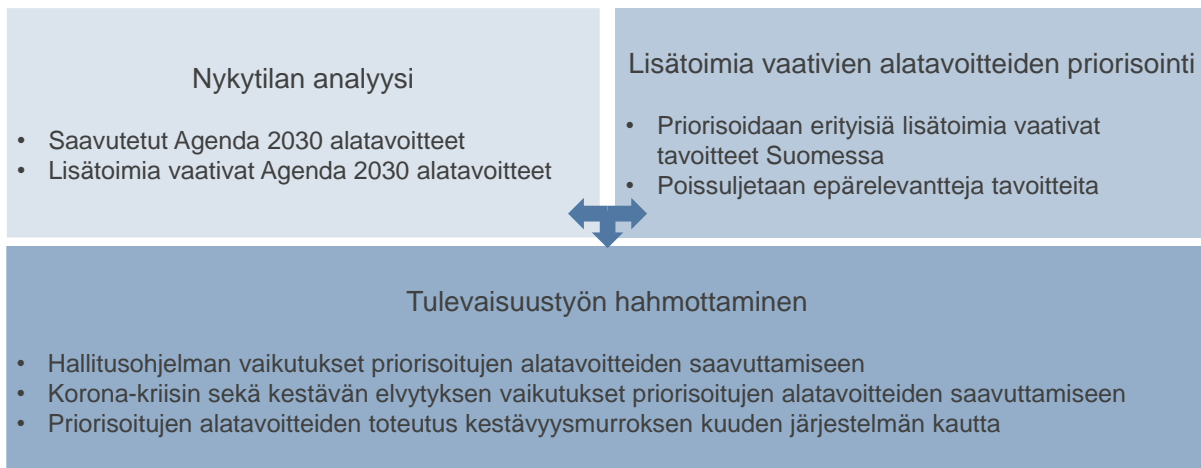 Nykytilan analyysi
• Saavutetut Agenda 2030 alatavoitteet
• Lisätoimia vaativat Agenda 2030 alatavoitteet
Lisätoimia vaativien alatavoitteiden priorisointi
• Priorisoidaan erityisiä lisätoimia vaativat
tavoitteet Suomessa
• Poissuljetaan epärelevantteja tavoitteita
Tulevaisuustyön hahmottaminen
• Hallitusohjelman vaikutukset priorisoitujen alatavoitteiden saavuttamiseen
• Korona-kriisin sekä kestävän elvytyksen vaikutukset priorisoitujen alatavoitteiden saavuttamiseen
• Priorisoitujen alatavoitteiden toteutus kestävyysmurroksen kuuden järjestelmän kautta